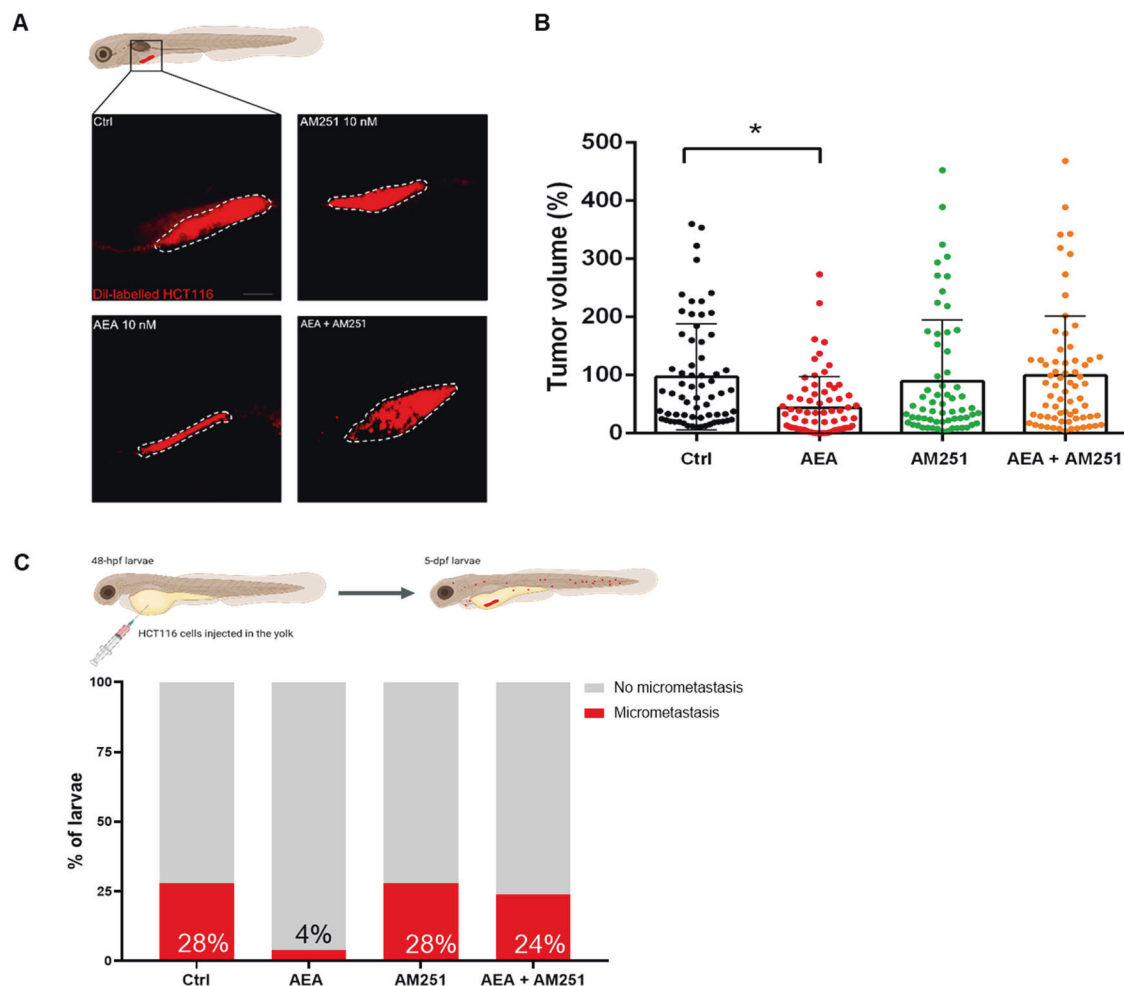 A
Ctrl
AM251 10 nM
Dil-labelled HCT116
AEA 10 nM
AEA + AM251
B
*
Tumor volume (%)
500
400
300
200
100
0
Ctrl
AEA
AM251
AEA + AM251
C
48-hpf larvae
5-dpf larvae
HCT116 cells injected in the yolk
No micrometastasis
Micrometastasis
% of larvae
100
75
50
25
0
28%
4%
28%
24%
Ctrl
AEA
AM251
AEA + AM251